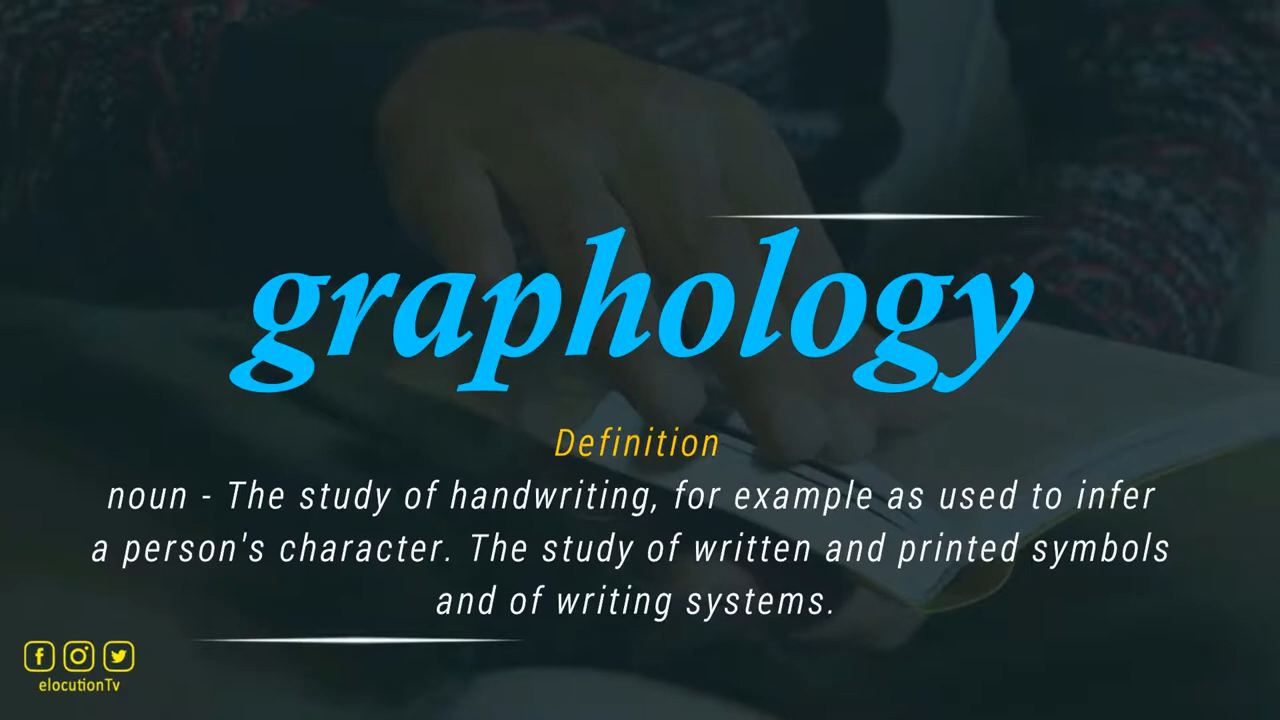 graphology
Definition
noun - The study of handwriting, for example as used to infer
a person's character. The study of written and printed symbols
and of writing systems.
elocutionTv